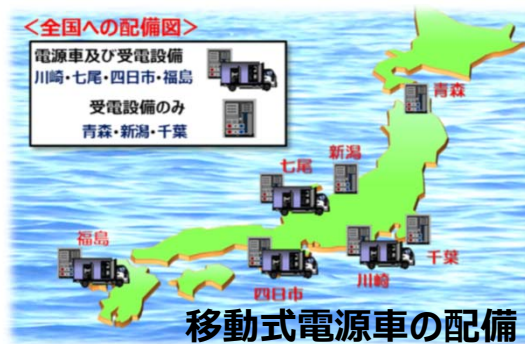 <全国への配備図>
電源車及び受電設備
川崎・七尾・四日市・福島
受電設備のみ
青森・新潟・千葉
青森
新潟
七尾
福島
千葉
川崎
四日市
移動式電源車の配備